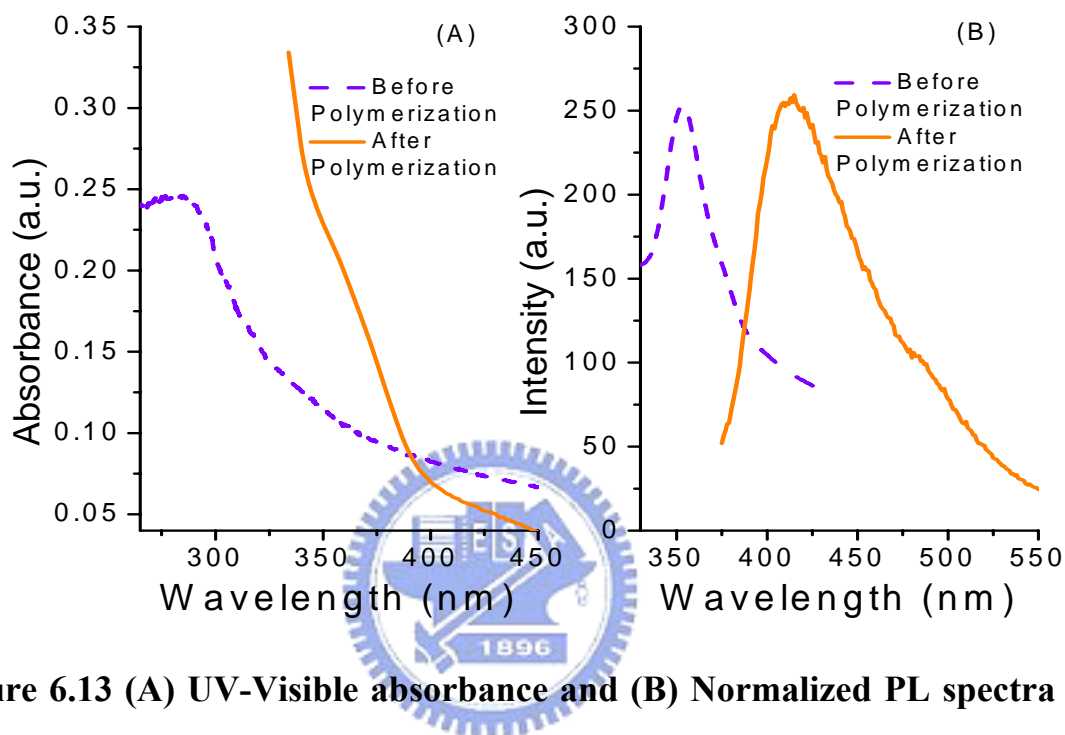 (A)
0.35
0.30
0.25
0.20
0.15
0.10
0.05
Absorbance (a.u.)
Before
Polymerization
After
Polymerization
300
350
400
450
Wavelength (nm)
(B)
300
250
200
150
100
50
0
Intensity (a.u.)
Before
Polymerization
After
Polymerization
350
400
450
500
550
Wavelength (nm)
E S
1896
ure 6.13 (A) UV-Visible absorbance and (B) Normalized PL spectra